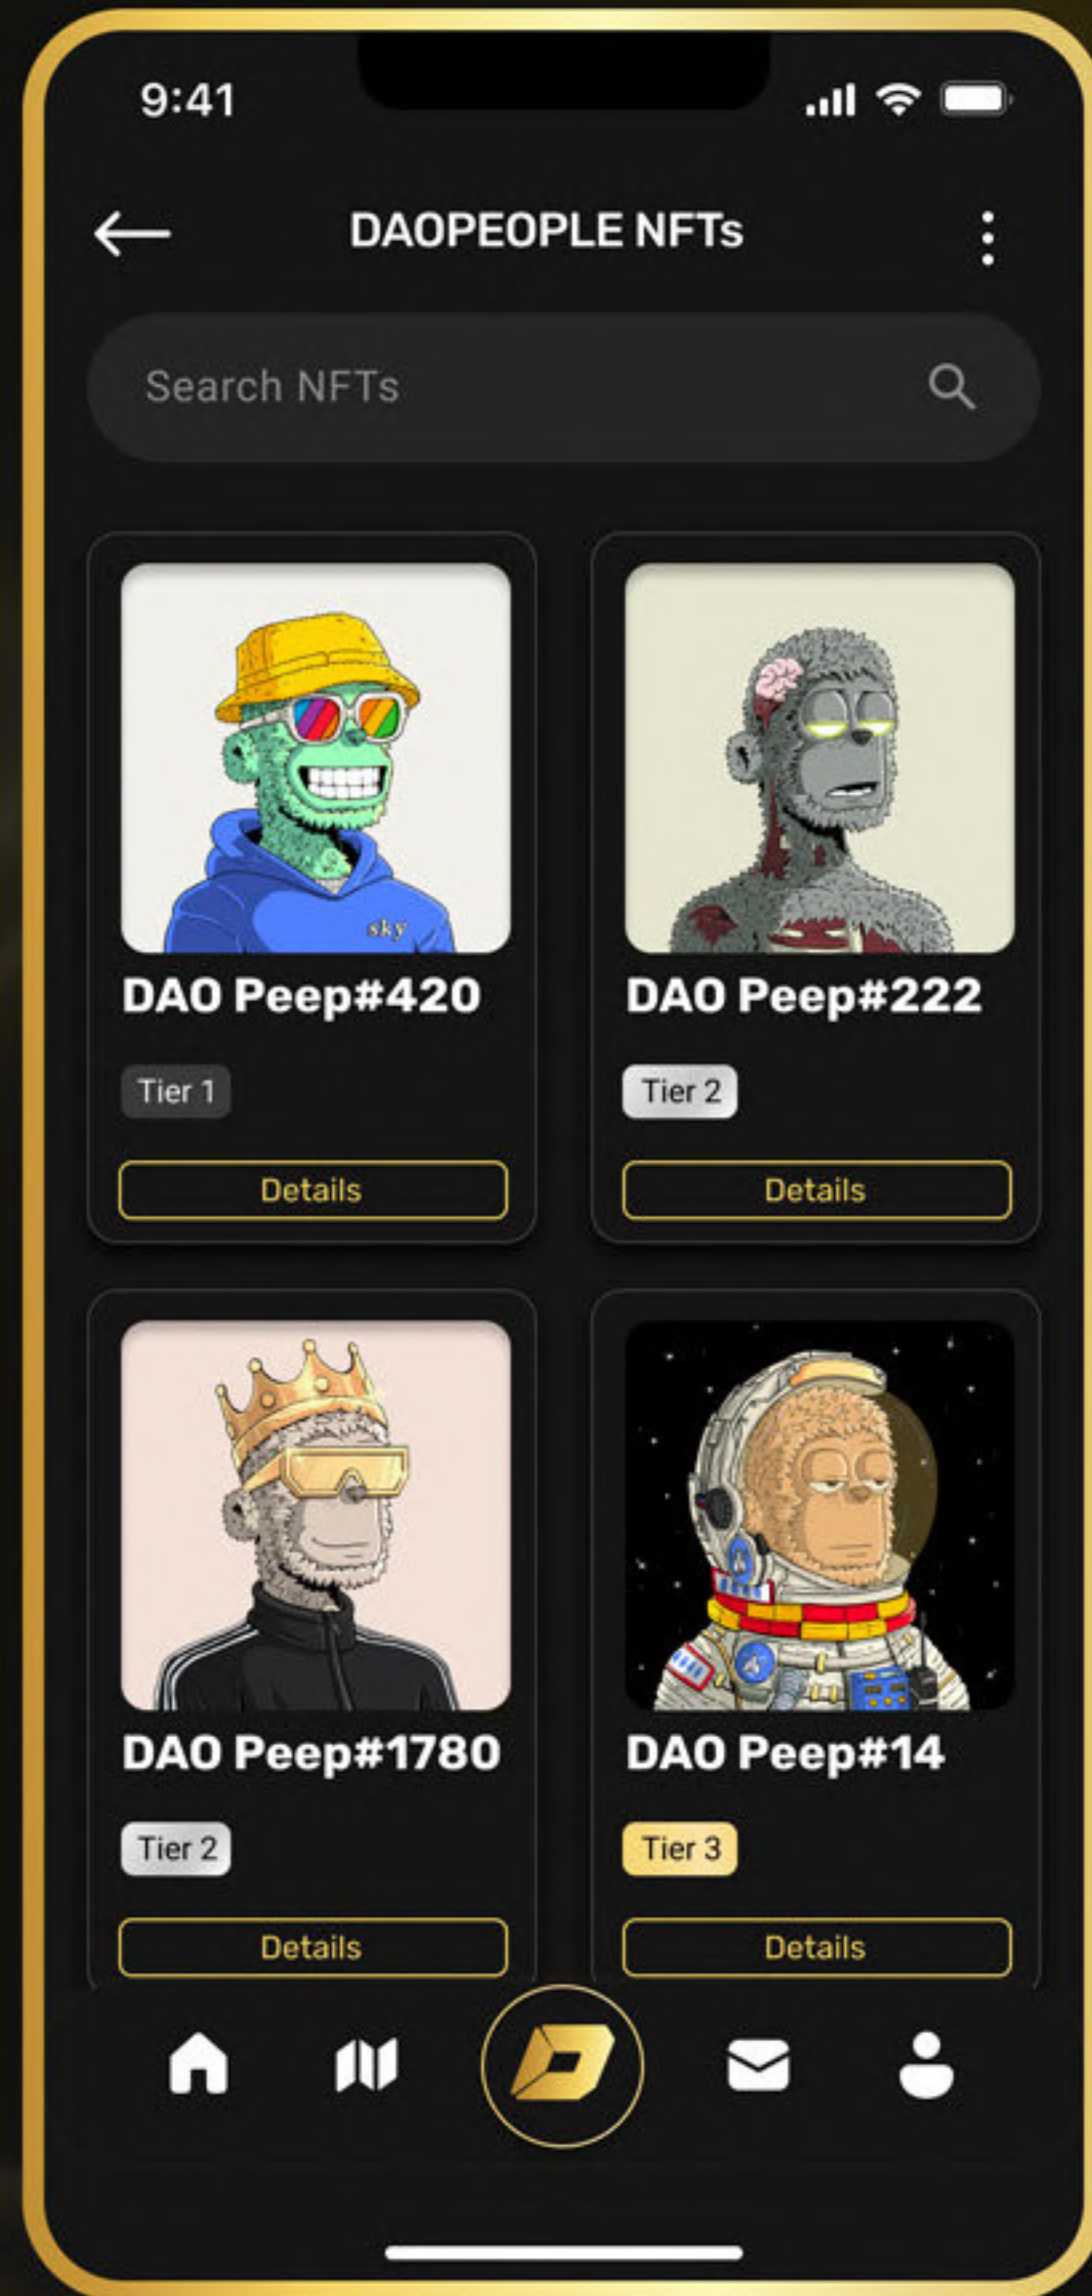 9:41
DAOPEOPLE NFTs
Search NFTs
sky
DAO Peep#420
Tier 1
Details
DAO Peep#222
Tier 2
Details
DAO Peep#1780
Tier 2
Details
DAO Peep#14
Tier 3
Details